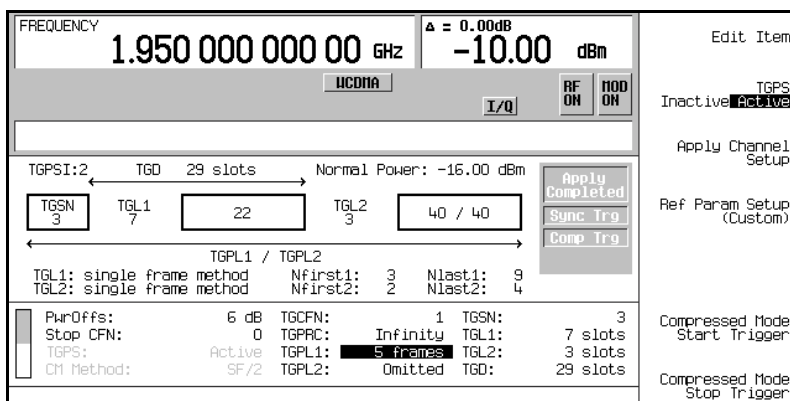 FREQUENCY
1.950 000 000 00 GHz
Δ = 0.00dB
-10.00 dBm
WCDMA
I/Q
RF ON
MOD ON
TGPSI:2
TGD 29 slots
Normal Power: -16.00 dBm
Apply Completed
Sync Trg
Comp Trg
TGSN 3
TGL1 7
22
TGL2 3
40 / 40
TGPL1 / TGPL2
TGL1: single frame method Nfirst1: 3 Nlast1: 9
TGL2: single frame method Nfirst2: 2 Nlast2: 4
PwrOffs: 6 dB TGCFN: 1 TGSN: 3
Stop CFN: 0 TGPRC: Infinity TGL1: 7 slots
TGPS: Active TGPL1: 5 frames TGL2: 3 slots
CM Method: SF/2 TGPL2: Omitted TGD: 29 slots
Edit Item
TGPS
Inactive Active
Apply Channel
Setup
Ref Param Setup
(Custom)
Compressed Mode
Start Trigger
Compressed Mode
Stop Trigger